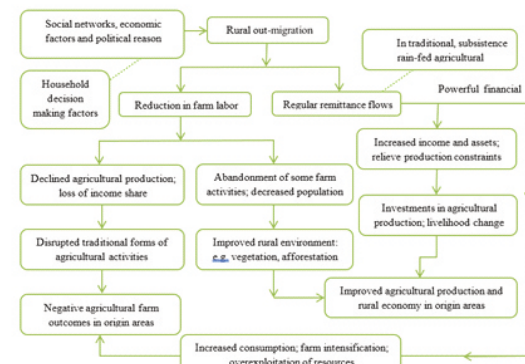 Social networks, economic
factors and political reason
Rural out-migration
In traditional, subsistence
rain-fed agricultural
Household
decision
making factors
Powerful financial
Reduction in farm labor
Regular remittance flows
Increased income and assets;
relieve production constraints
Declined agricultural production;
loss of income share
Abandonment of some farm
activities; decreased population
Investments in agricultural
production; livelihood change
Disrupted traditional forms of
agricultural activities
Improved rural environment:
e.g. vegetation, afforestation
Improved agricultural production and
rural economy in origin areas
Negative agricultural farm
outcomes in origin areas
Increased consumption; farm intensification;
overexploitation of resources